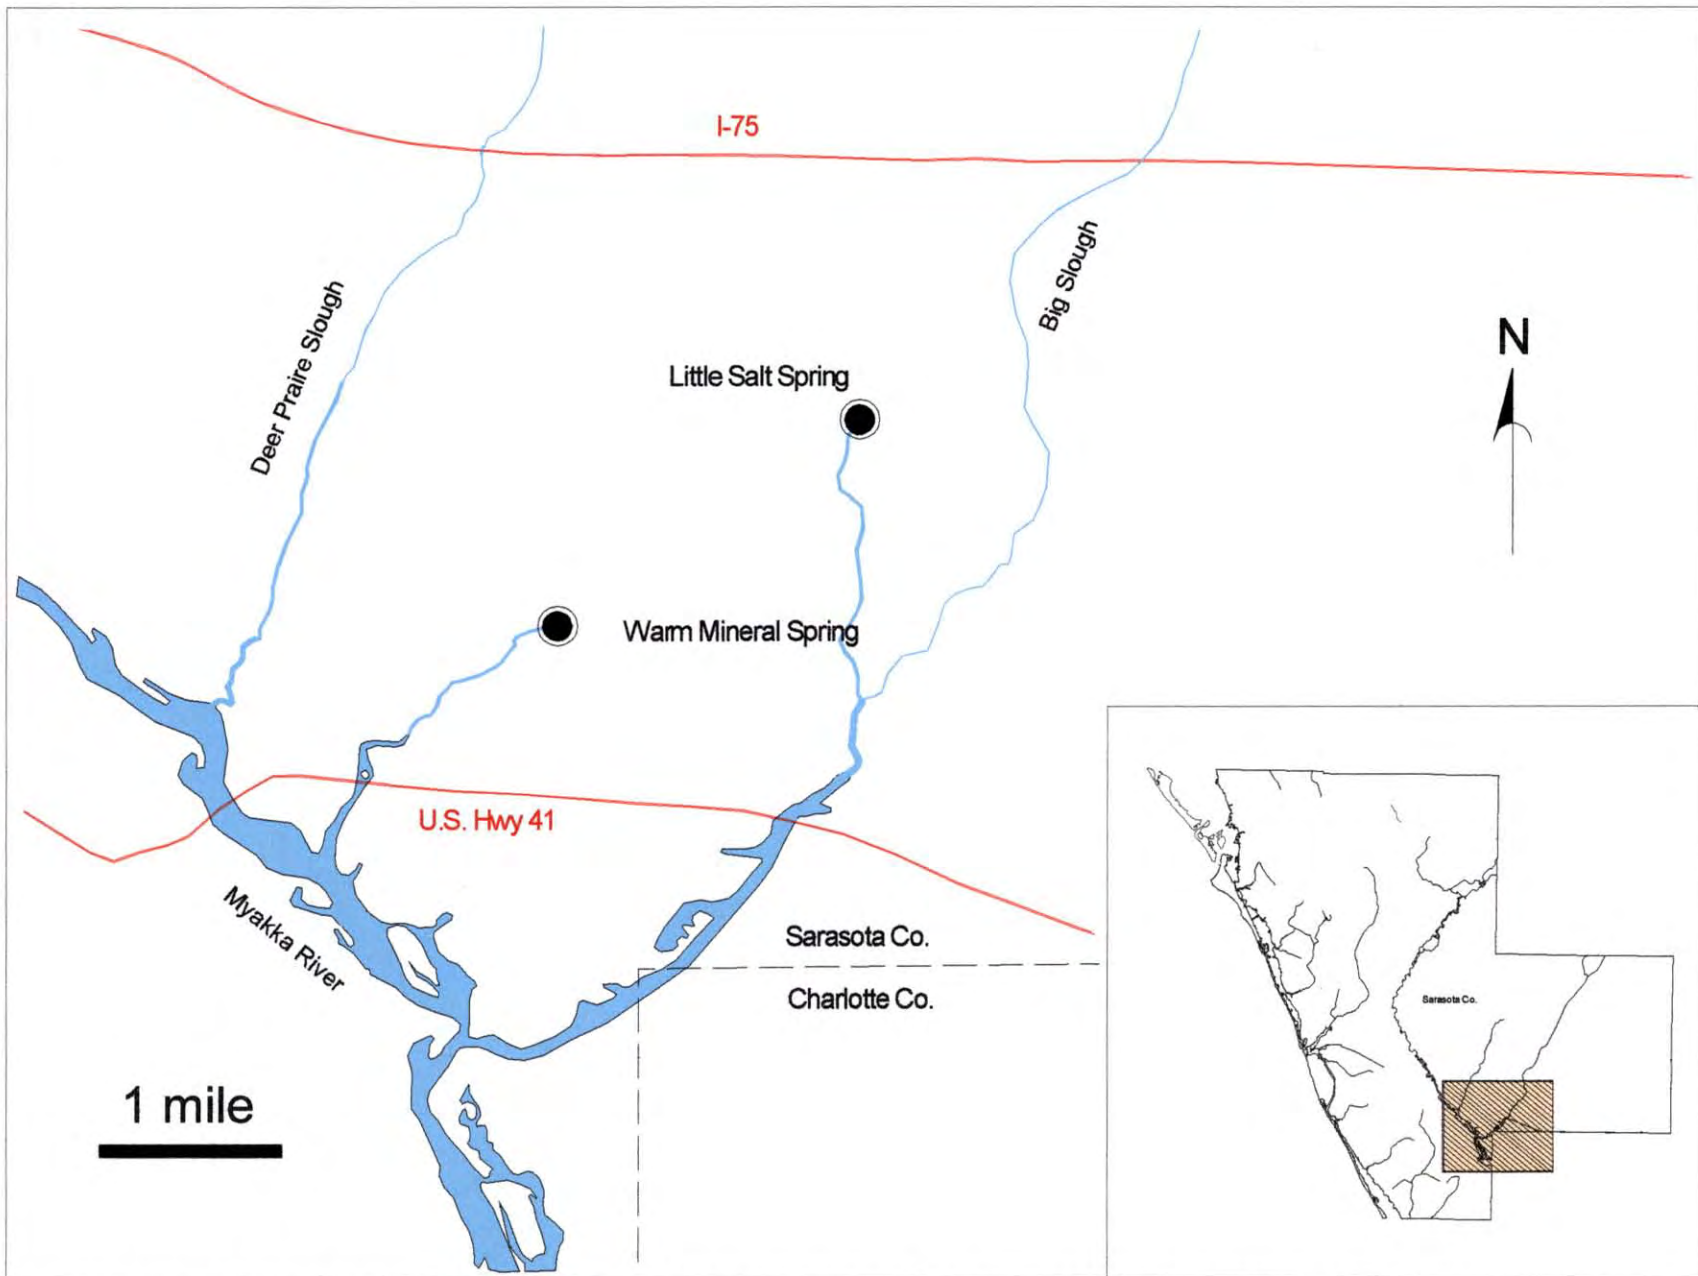 I-75
Deer Praire Slough
Big Slough
Little Salt Spring
N
Warm Mineral Spring
U.S. Hwy 41
Myakka River
Sarasota Co.
Charlotte Co.
1 mile
Sarasota Co.